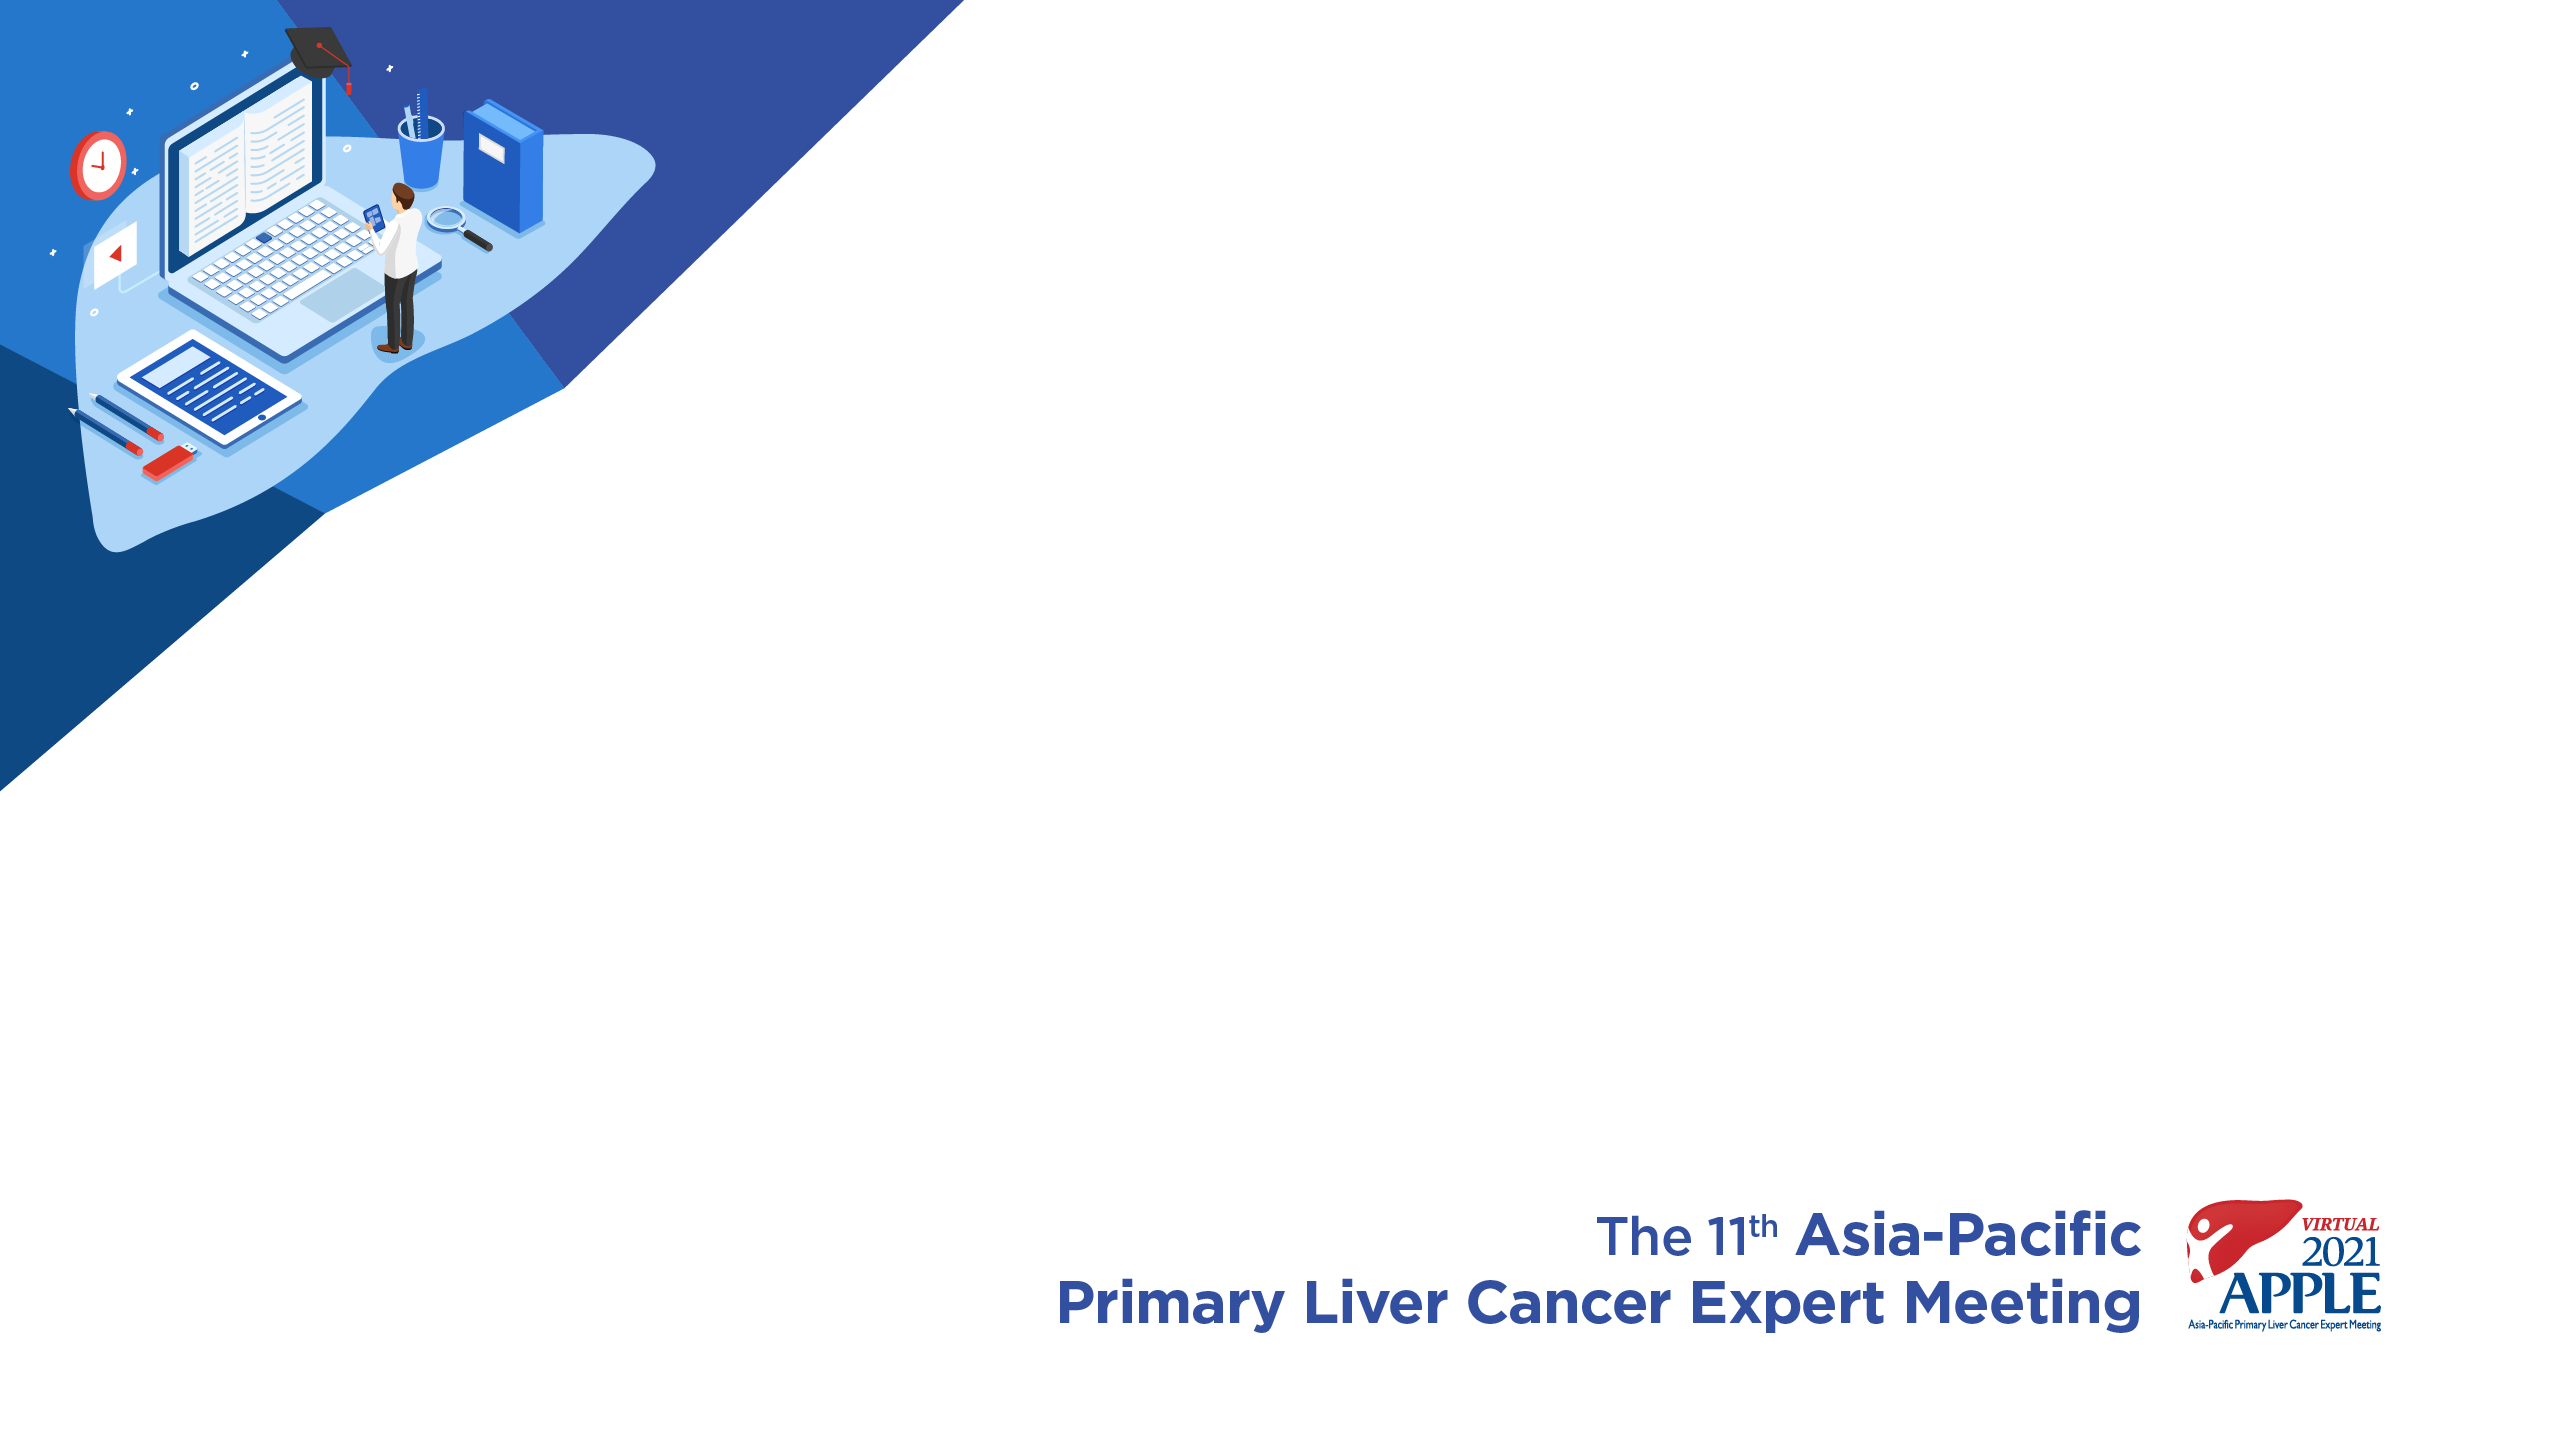 The 11th Asia-Pacific
Primary Liver Cancer Expert Meeting
VIRTUAL
2021
APPLE
Asia-Pacific Primary Liver Cancer Expert Meeting